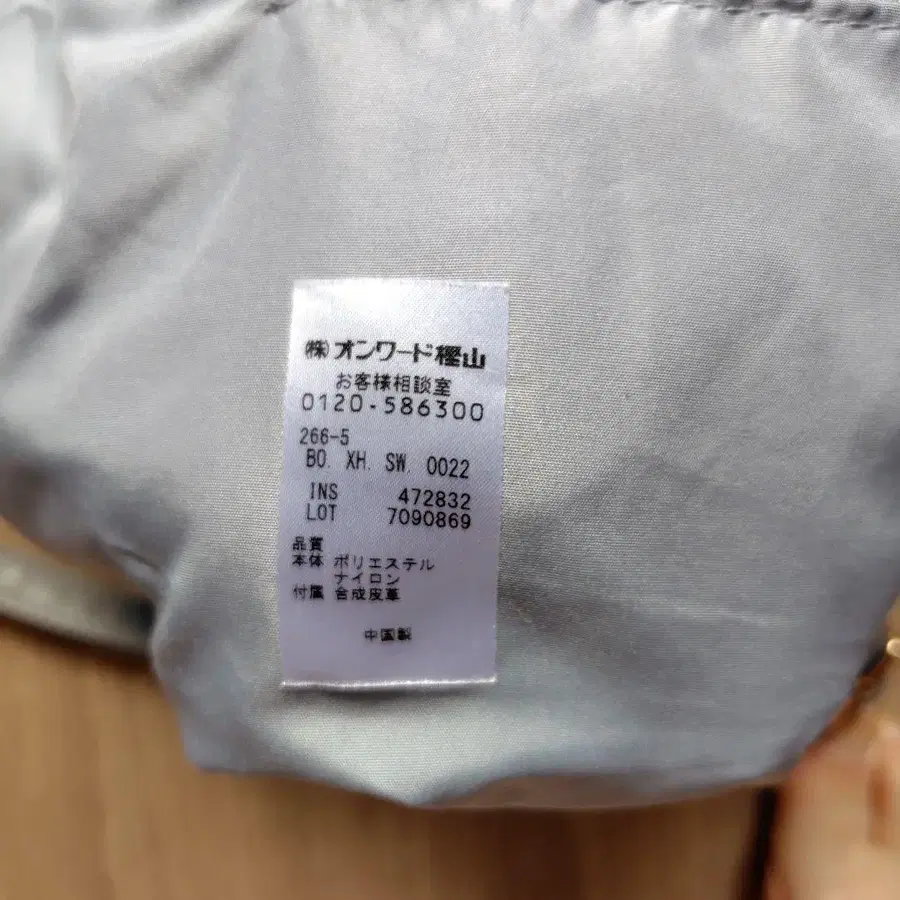 ㈱オンワード樫山
お客様相談室
0120-586300
266-5
BO. XH. SW. 0022
INS 472832
LOT 7090869
品質
本体 ポリエステル
ナイロン
付属 合成皮革
中国製